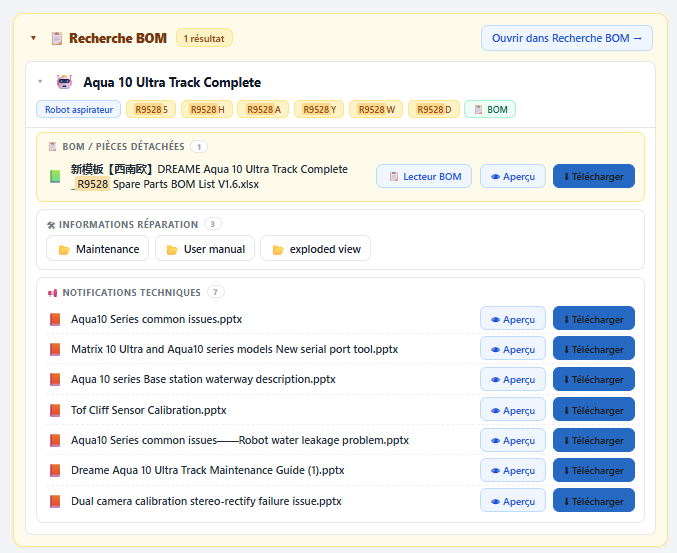 Recherche BOM 1 résultat Ouvrir dans Recherche BOM →
Aqua 10 Ultra Track Complete
Robot aspirateur R9528S R9528H R9528A R9528Y R9528W R9528D BOM
BOM / PIÈCES DÉTACHÉES 1
新模板【西南欧】DREAME Aqua 10 Ultra Track Complete
_R9528 Spare Parts BOM List V1.6.xlsx
Lecteur BOM Aperçu Télécharger
INFORMATIONS RÉPARATION 3
Maintenance User manual exploded view
NOTIFICATIONS TECHNIQUES 7
Aqua10 Series common issues.pptx Aperçu Télécharger
Matrix 10 Ultra and Aqua10 series models New serial port tool.pptx Aperçu Télécharger
Aqua 10 series Base station waterway description.pptx Aperçu Télécharger
Tof Cliff Sensor Calibration.pptx Aperçu Télécharger
Aqua10 Series common issues——Robot water leakage problem.pptx Aperçu Télécharger
Dreame Aqua 10 Ultra Track Maintenance Guide (1).pptx Aperçu Télécharger
Dual camera calibration stereo-rectify failure issue.pptx Aperçu Télécharger